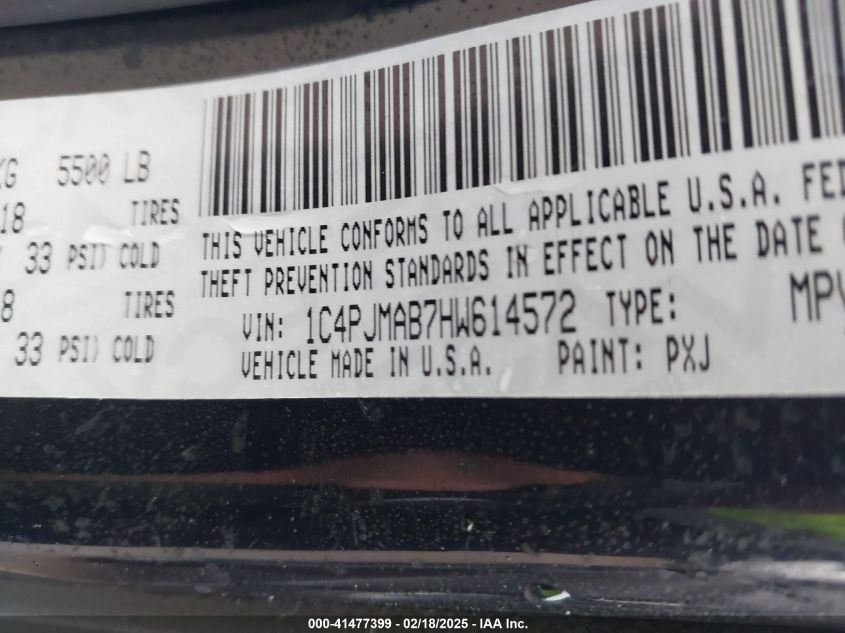 KG 5500 LB
18 TIRES
33 PSI) COLD
8 TIRES
33 PSI) COLD
THIS VEHICLE CONFORMS TO ALL APPLICABLE U.S.A. FED
THEFT PREVENTION STANDARDS IN EFFECT ON THE DATE
VIN: 1C4PJMAB7HW614572 TYPE: MPV
VEHICLE MADE IN U.S.A. PAINT: PXJ
000-41477399 - 02/18/2025 - IAA Inc.